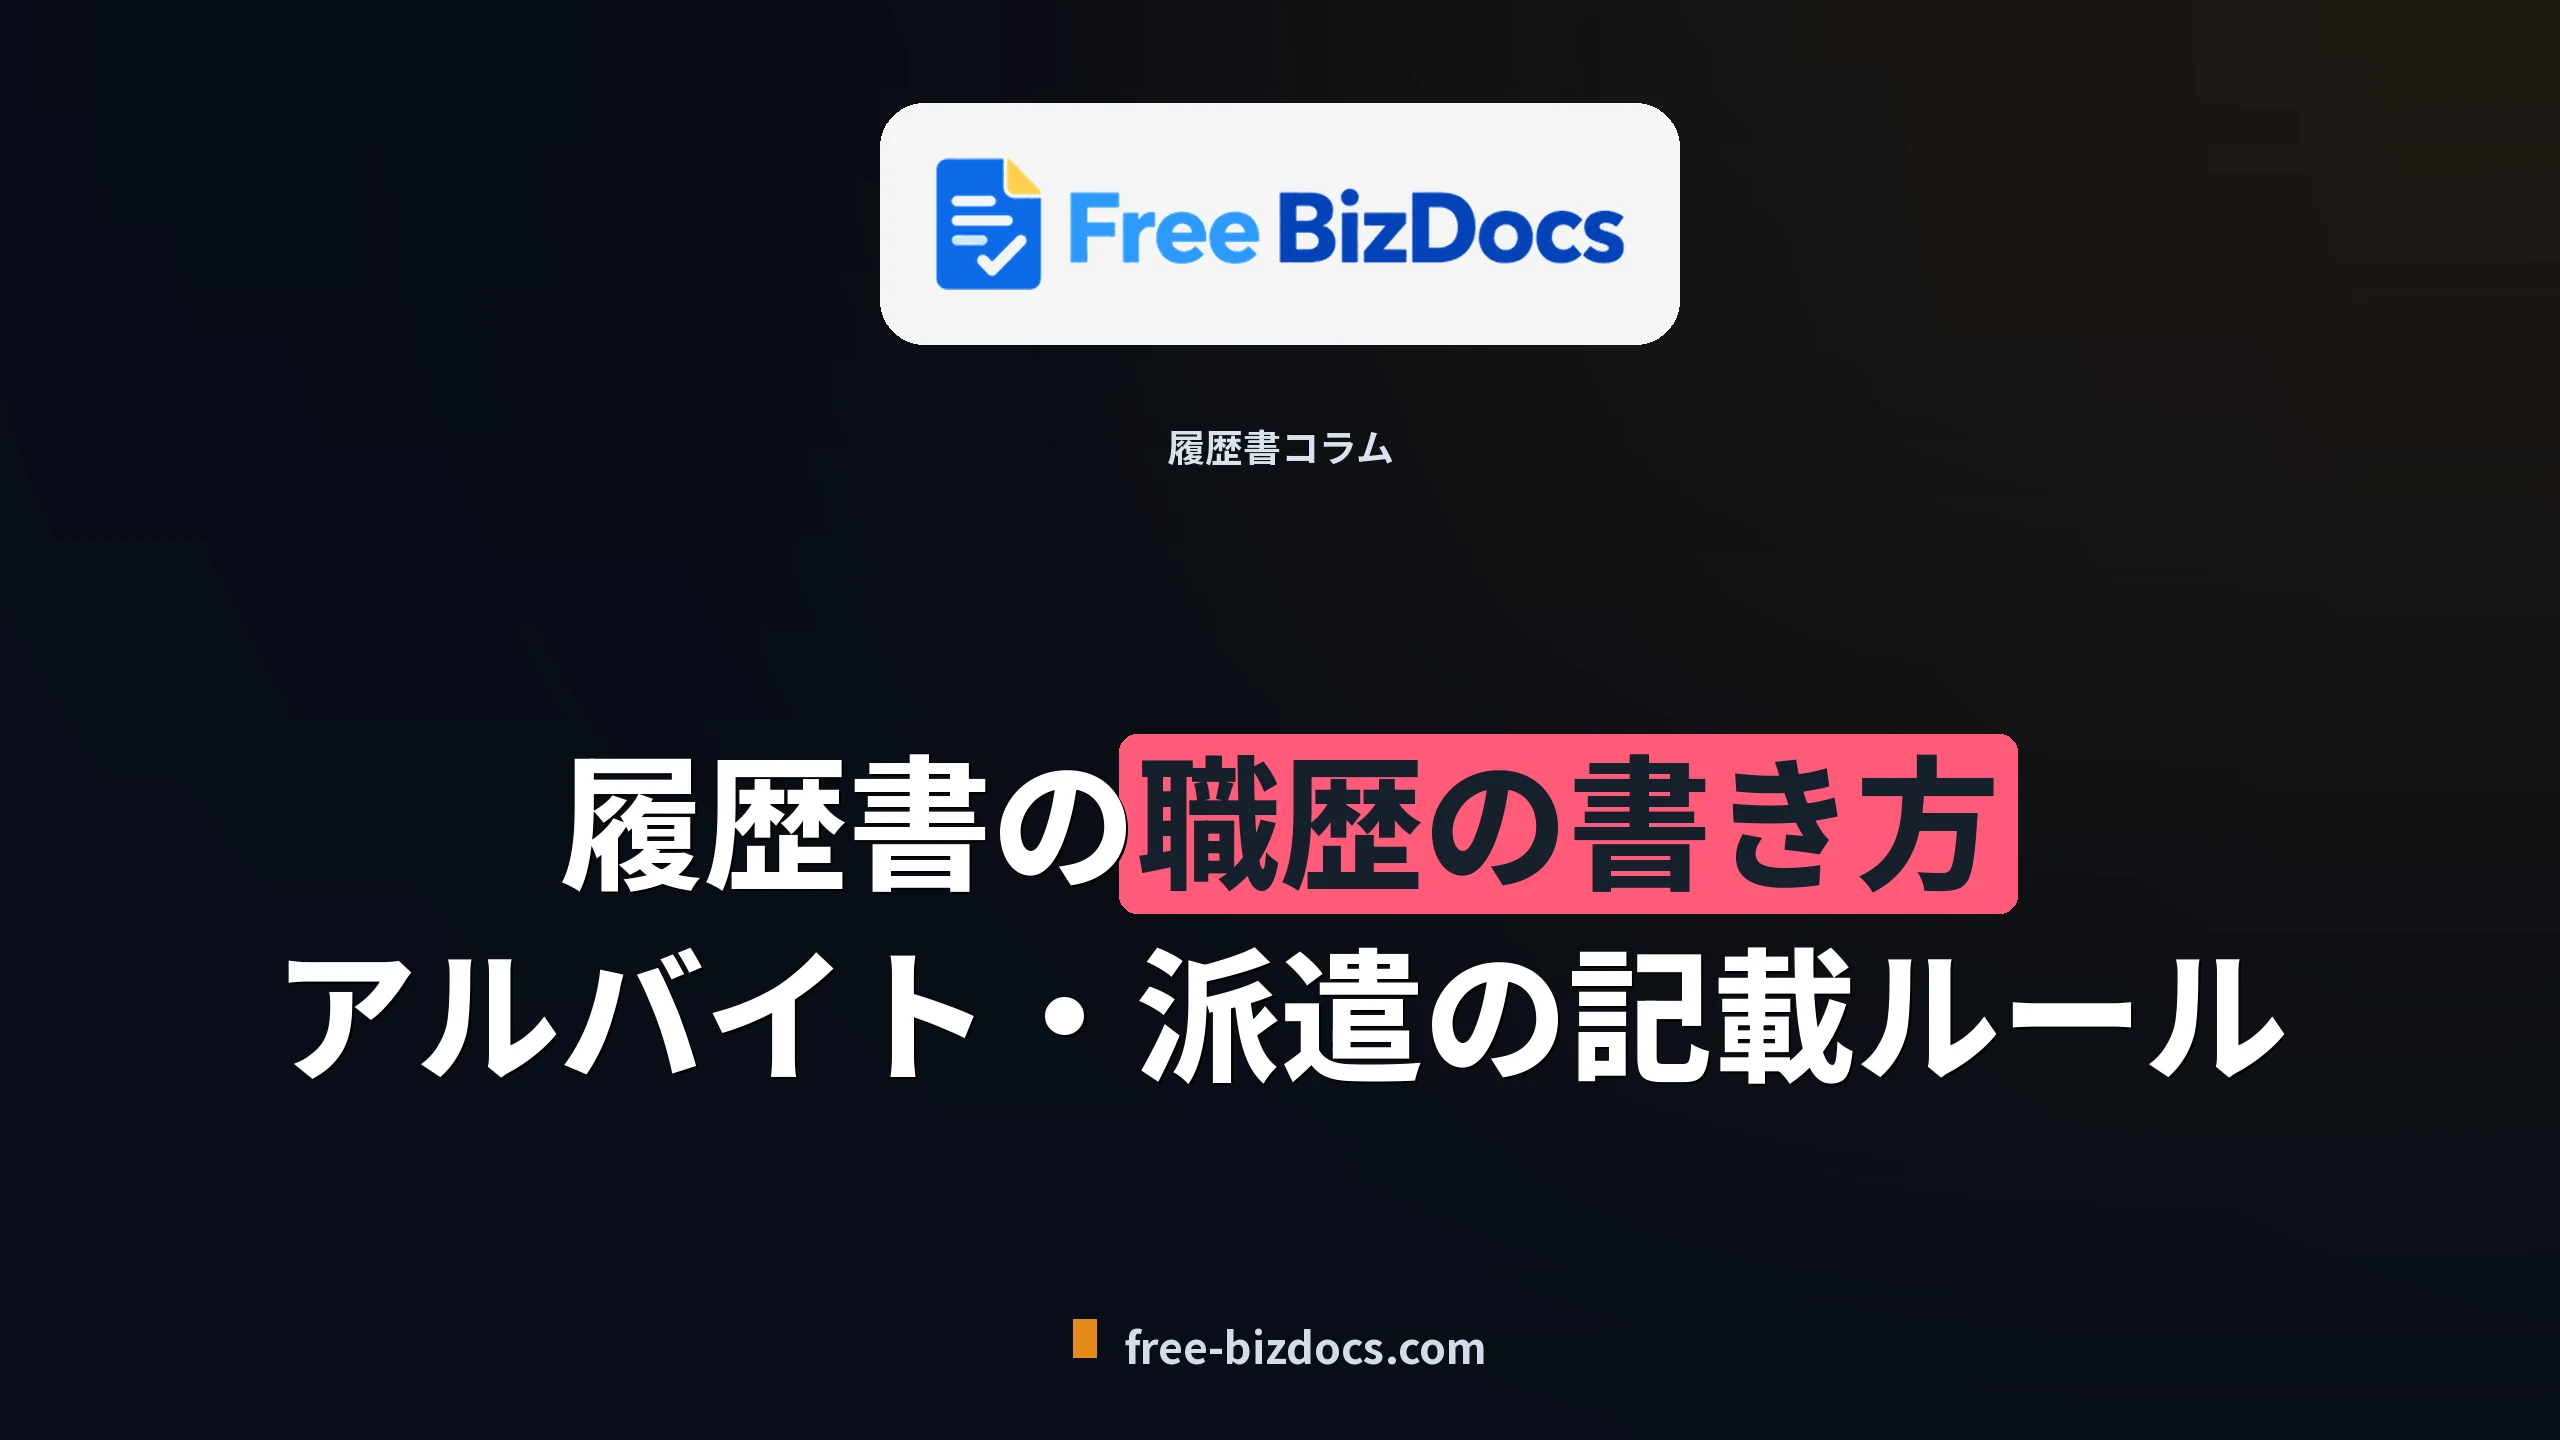 Free BizDocs
履歴書コラム
履歴書の職歴の書き方
アルバイト・派遣の記載ルール
free-bizdocs.com